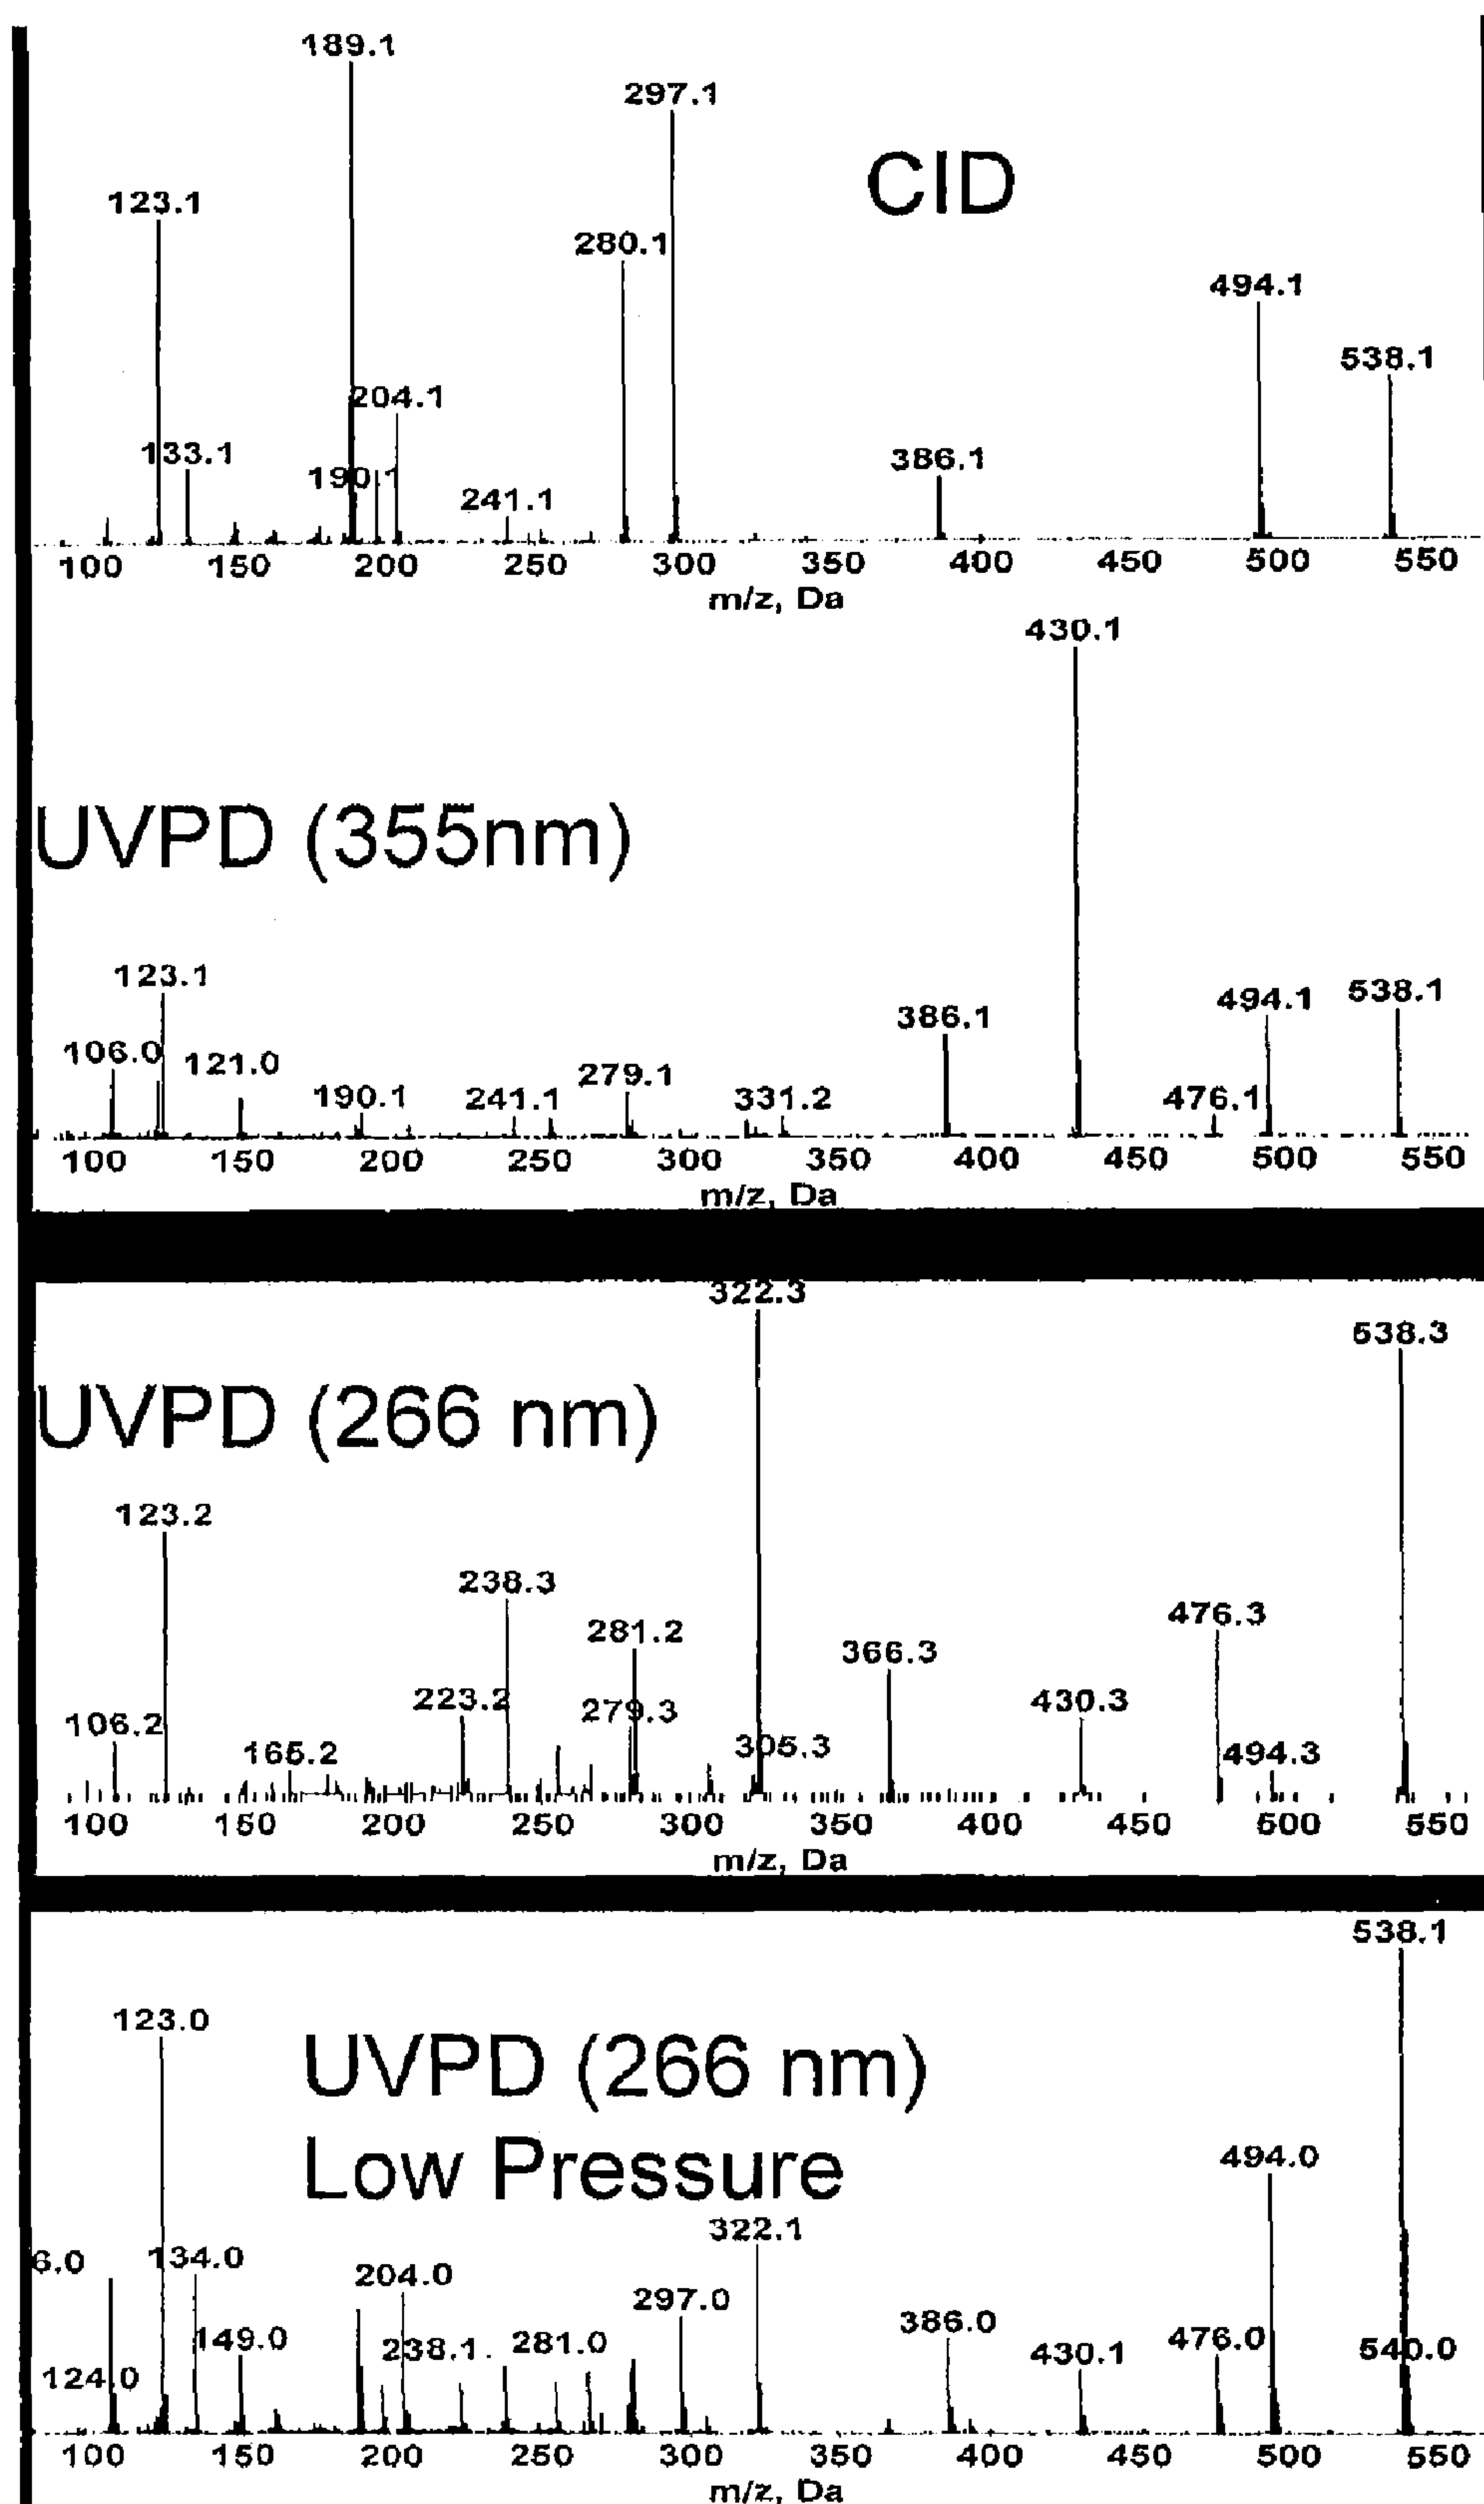 189.1
297.1
CID
123.1
280.1
494.1
538.1
204.1
133.1
386.1
190.1
241.1
100 150 200 250 300 350 400 450 500 550
m/z, Da
430.1
UVPD (355nm)
123.1
494.1 538.1
386.1
106.0 121.0
279.1
190.1 241.1 331.2 476.1
100 150 200 250 300 350 400 450 500 550
m/z, Da
322.3
538.3
UVPD (266 nm)
123.2
238.3
476.3
281.2
366.3
223.2 279.3 430.3
106.2
165.2 305.3 494.3
100 150 200 250 300 350 400 450 500 550
m/z, Da
538.1
123.0
UVPD (266 nm)
Low Pressure
494.0
322.1
6.0 134.0
204.0
297.0
386.0
149.0 238.1 281.0 430.1 476.0 540.0
124.0
100 150 200 250 300 350 400 450 500 550
m/z, Da